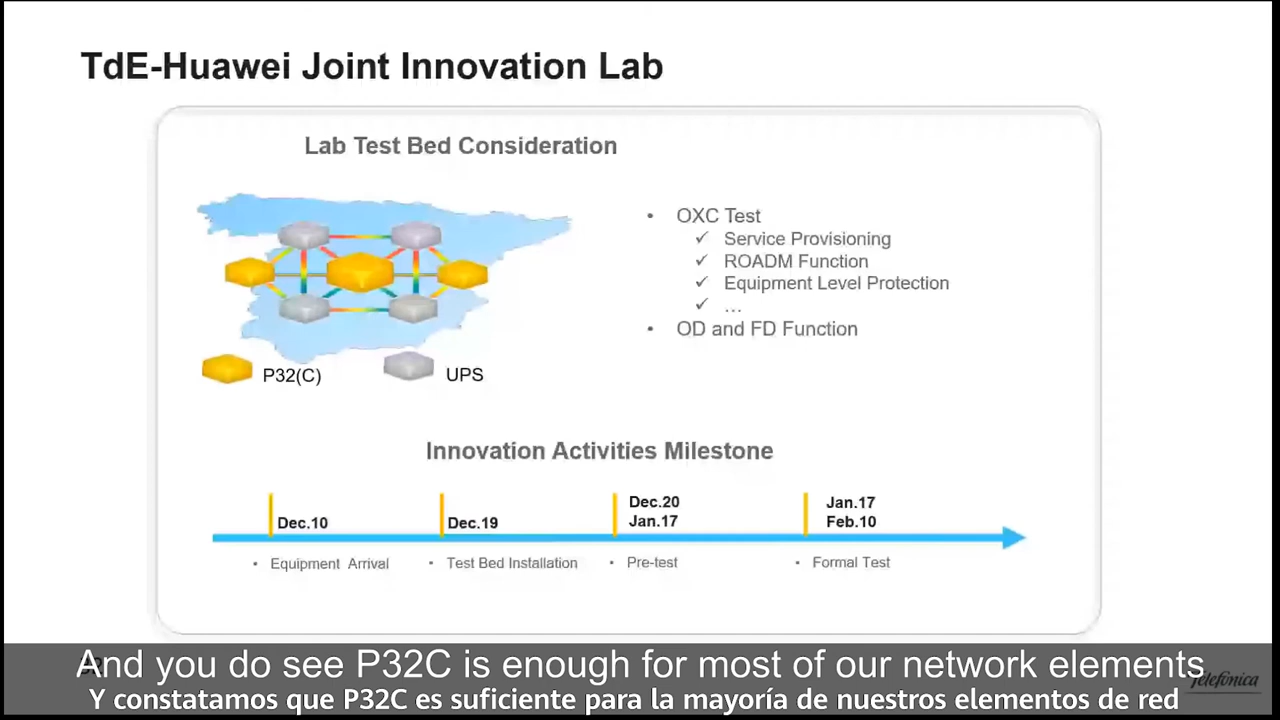 TdE-Huawei Joint Innovation Lab
Lab Test Bed Consideration
• OXC Test
✓ Service Provisioning
✓ ROADM Function
✓ Equipment Level Protection
✓ ...
• OD and FD Function
P32(C)
UPS
Innovation Activities Milestone
Dec.10
Dec.19
Dec.20
Jan.17
Jan.17
Feb.10
• Equipment Arrival
• Test Bed Installation
• Pre-test
• Formal Test
And you do see P32C is enough for most of our network elements
Y constatamos que P32C es suficiente para la mayoría de nuestros elementos de red
Telefónica